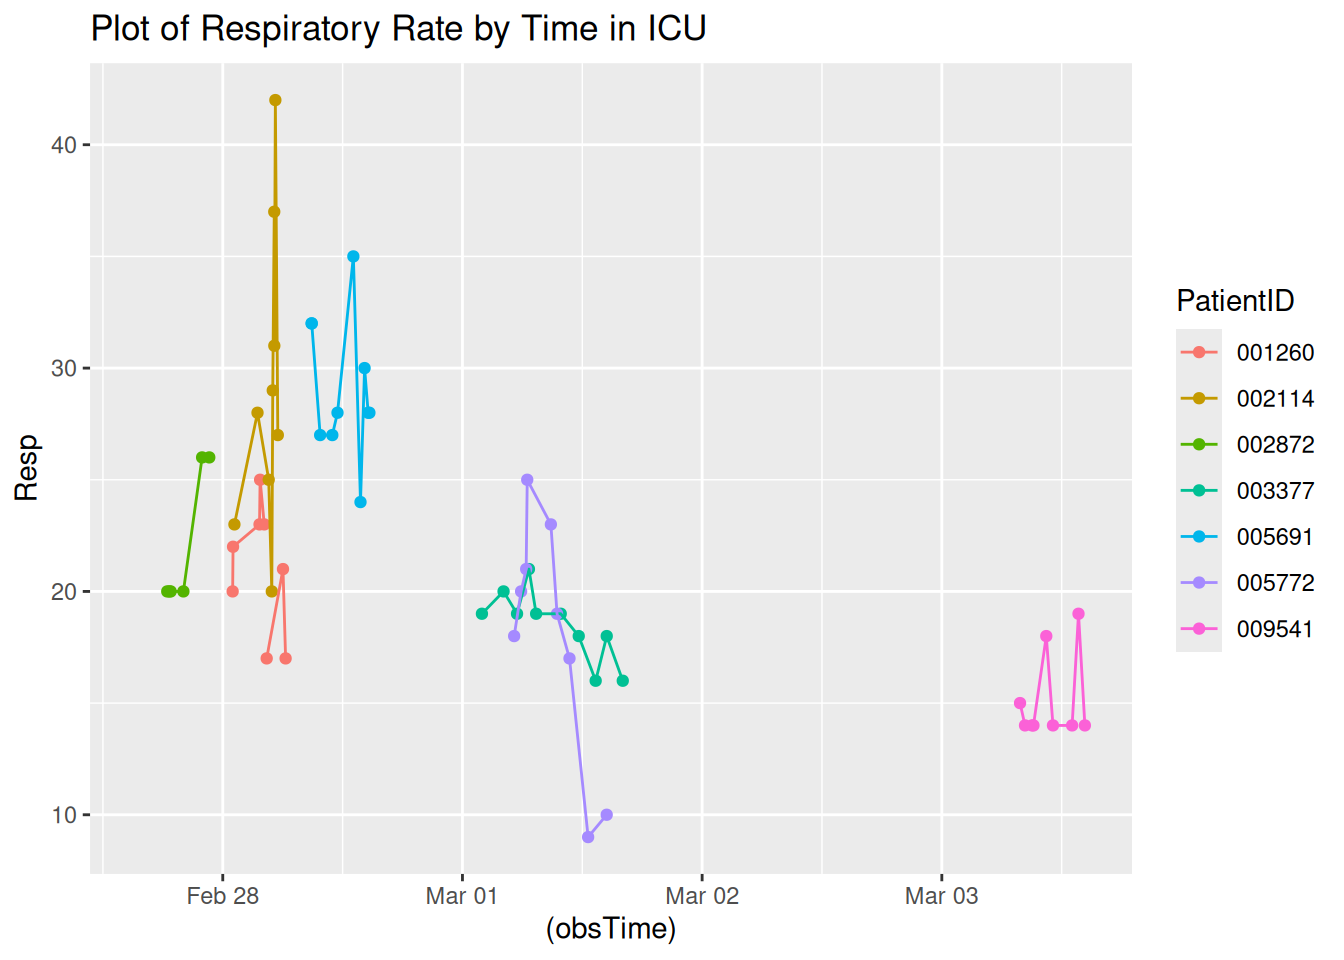 Plot of Respiratory Rate by Time in ICU
40
30
20
10
Resp
Feb 28
Mar 01
Mar 02
Mar 03
(obsTime)
PatientID
001260
002114
002872
003377
005691
005772
009541